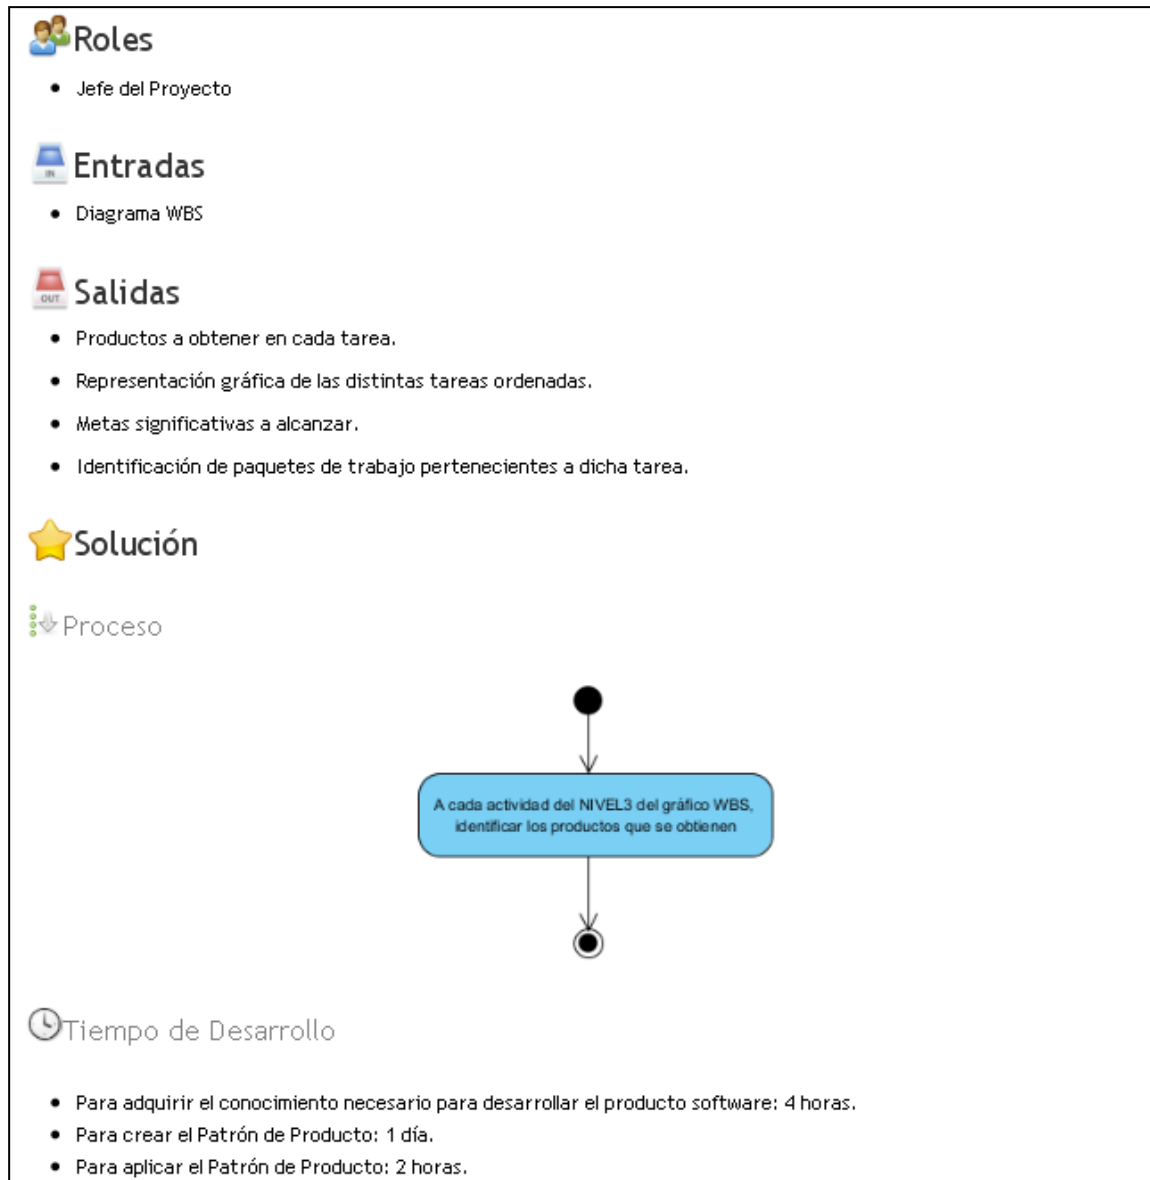 Roles
Jefe del Proyecto
IN
Entradas
Diagrama WBS
OUT
Salidas
Productos a obtener en cada tarea.
Representación gráfica de las distintas tareas ordenadas.
Metas significativas a alcanzar.
Identificación de paquetes de trabajo pertenecientes a dicha tarea.
Solución
Proceso
A cada actividad del NIVEL3 del gráfico WBS,
identificar los productos que se obtienen
Tiempo de Desarrollo
Para adquirir el conocimiento necesario para desarrollar el producto software: 4 horas.
Para crear el Patrón de Producto: 1 día.
Para aplicar el Patrón de Producto: 2 horas.